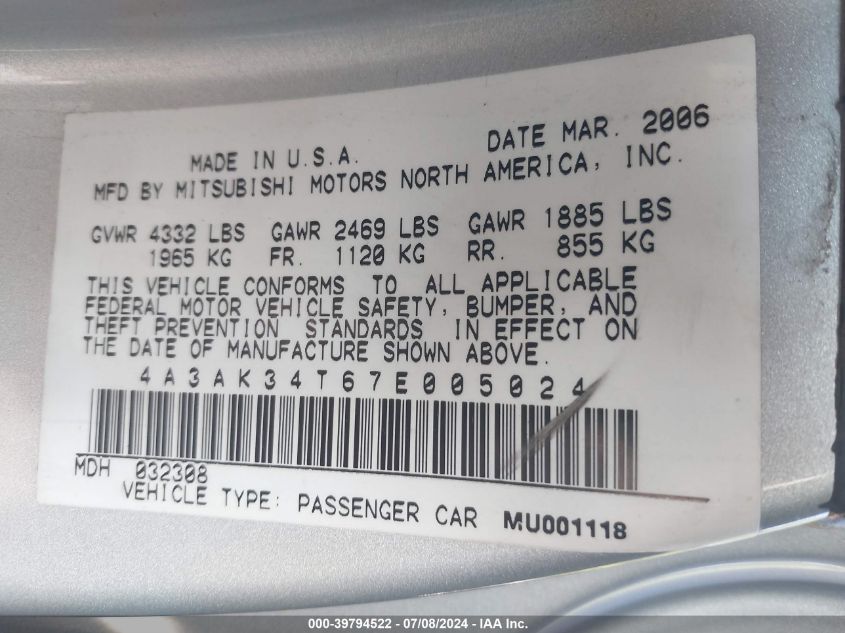 DATE MAR. 2006
MADE IN U.S.A.
MFD BY MITSUBISHI MOTORS NORTH AMERICA, INC.
GVWR 4332 LBS GAWR 2469 LBS GAWR 1885 LBS
1965 KG FR. 1120 KG RR. 855 KG
THIS VEHICLE CONFORMS TO ALL APPLICABLE
FEDERAL MOTOR VEHICLE SAFETY, BUMPER, AND
THEFT PREVENTION STANDARDS IN EFFECT ON
THE DATE OF MANUFACTURE SHOWN ABOVE.
4A3AK34T67E005024
MDH 032308
VEHICLE TYPE: PASSENGER CAR MU001118
000-39794522 / 07/08/2024 - IAA Inc.